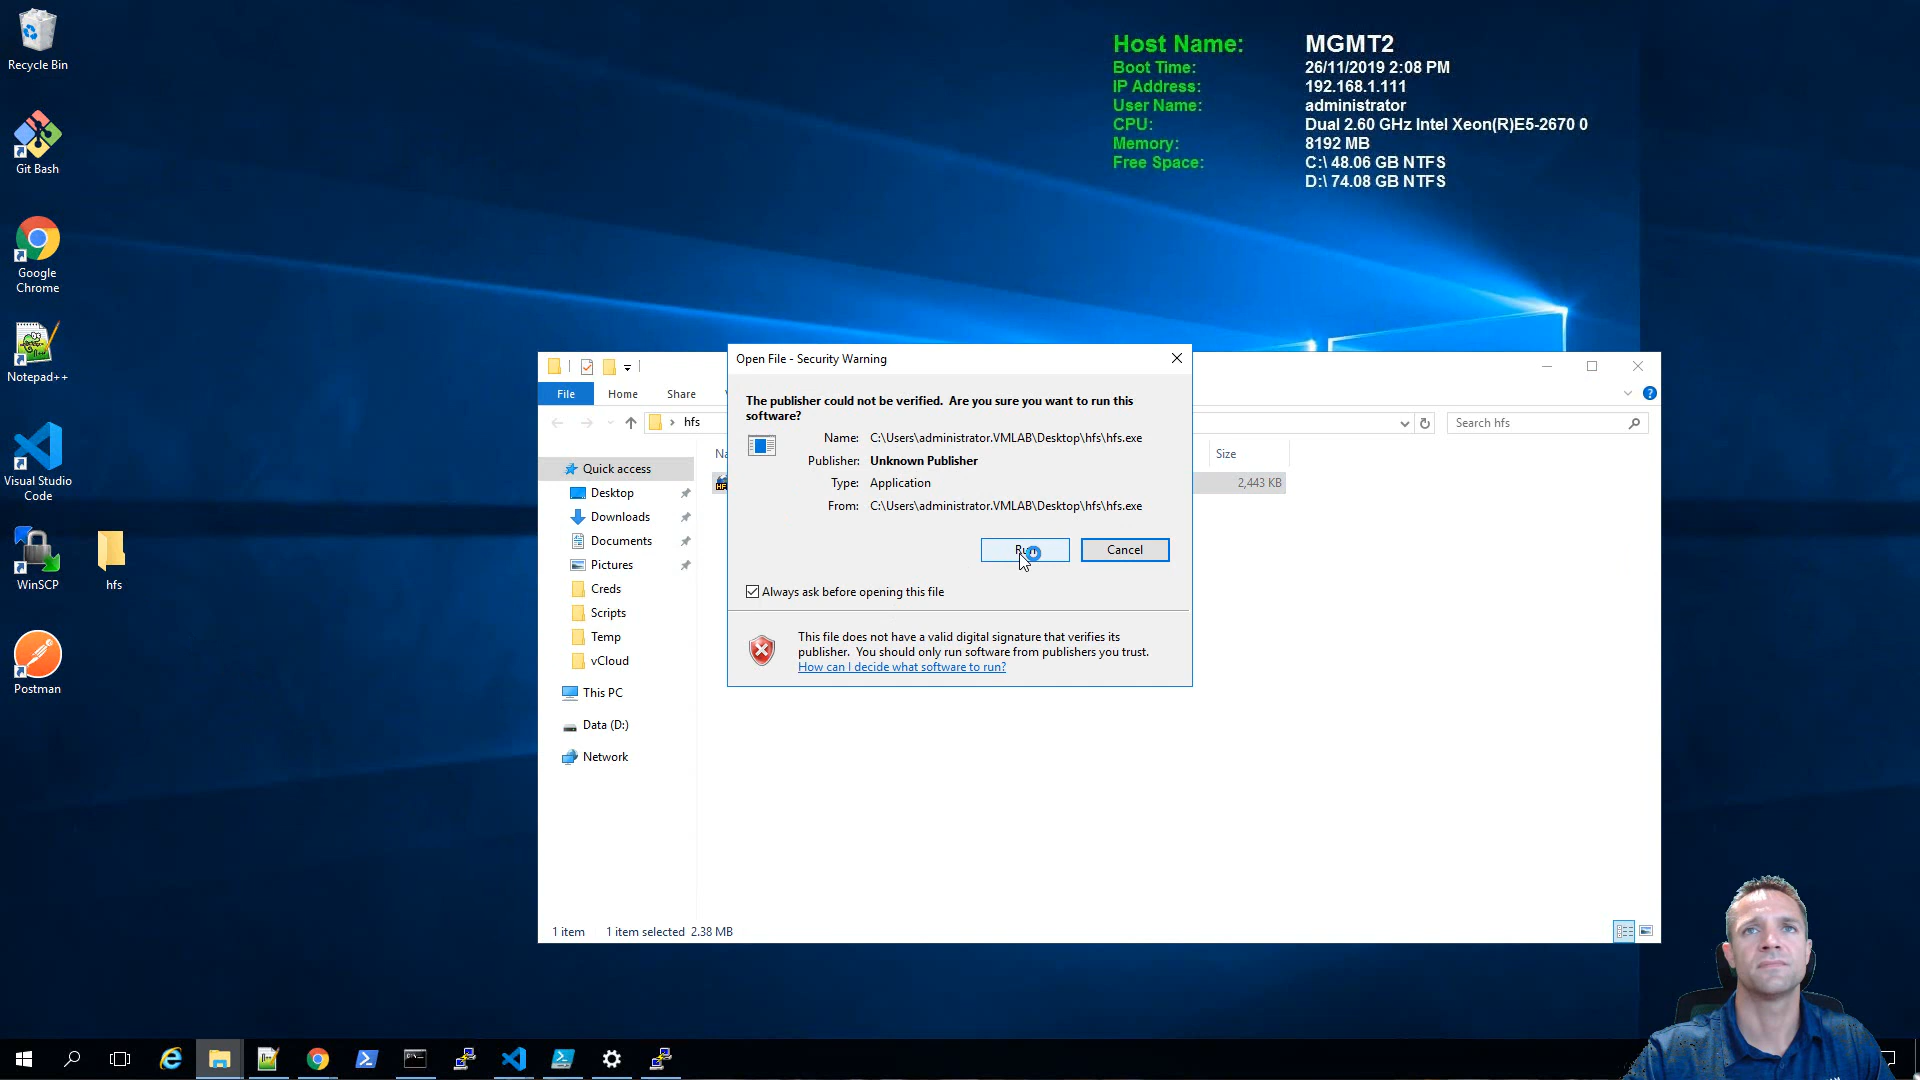 Recycle Bin
Git Bash
Google
Chrome
Notepad++
Visual Studio
Code
WinSCP
hfs
Postman
Host Name: MGMT2
Boot Time: 26/11/2019 2:08 PM
IP Address: 192.168.1.111
User Name: administrator
CPU: Dual 2.60 GHz Intel Xeon(R)E5-2670 0
Memory: 8192 MB
Free Space: C:\ 48.06 GB NTFS
D:\ 74.08 GB NTFS
File Home Share
hfs
Search hfs
Size
2,443 KB
Quick access
Desktop
Downloads
Documents
Pictures
Creds
Scripts
Temp
vCloud
This PC
Data (D:)
Network
1 item 1 item selected 2.38 MB
Open File - Security Warning
The publisher could not be verified. Are you sure you want to run this
software?
Name: C:\Users\administrator.VMLAB\Desktop\hfs\hfs.exe
Publisher: Unknown Publisher
Type: Application
From: C:\Users\administrator.VMLAB\Desktop\hfs\hfs.exe
Run Cancel
Always ask before opening this file
This file does not have a valid digital signature that verifies its
publisher. You should only run software from publishers you trust.
How can I decide what software to run?